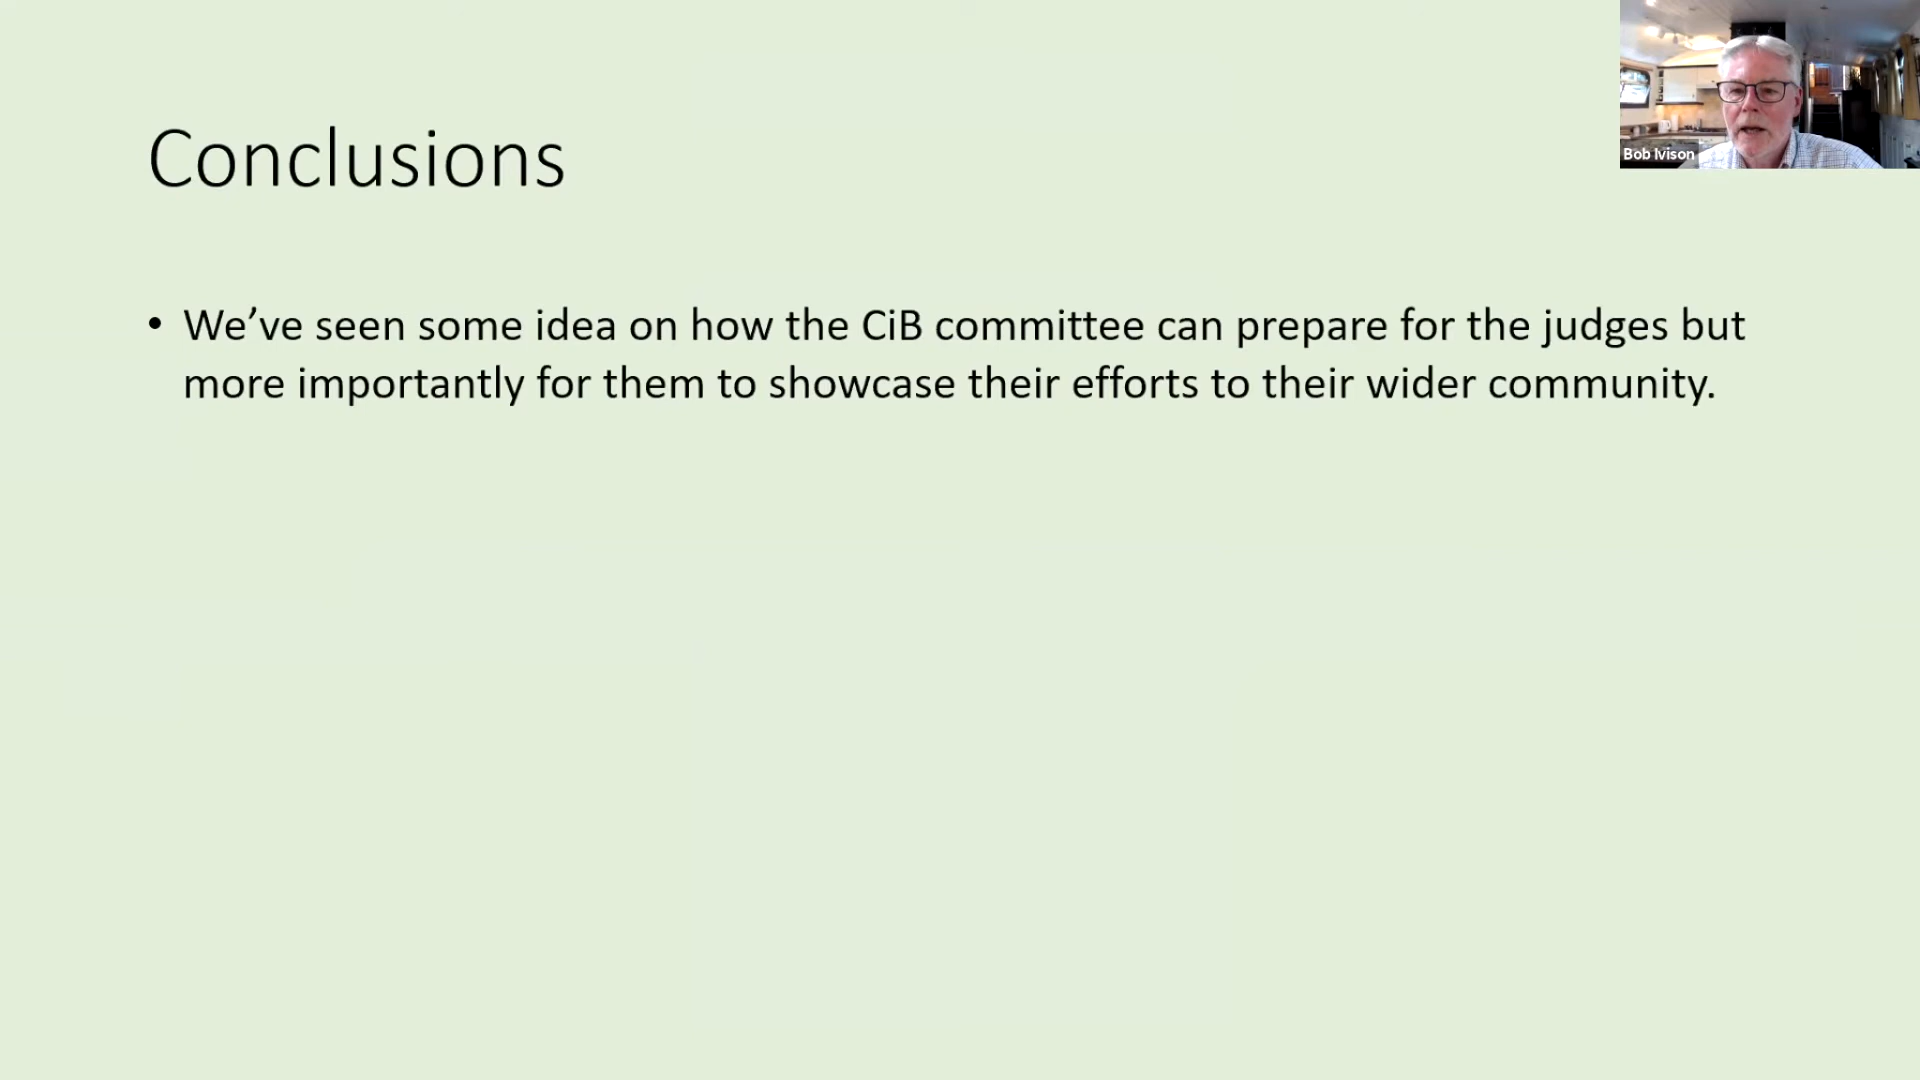 Conclusions
• We’ve seen some idea on how the CiB committee can prepare for the judges but
more importantly for them to showcase their efforts to their wider community.
Bob Ivison